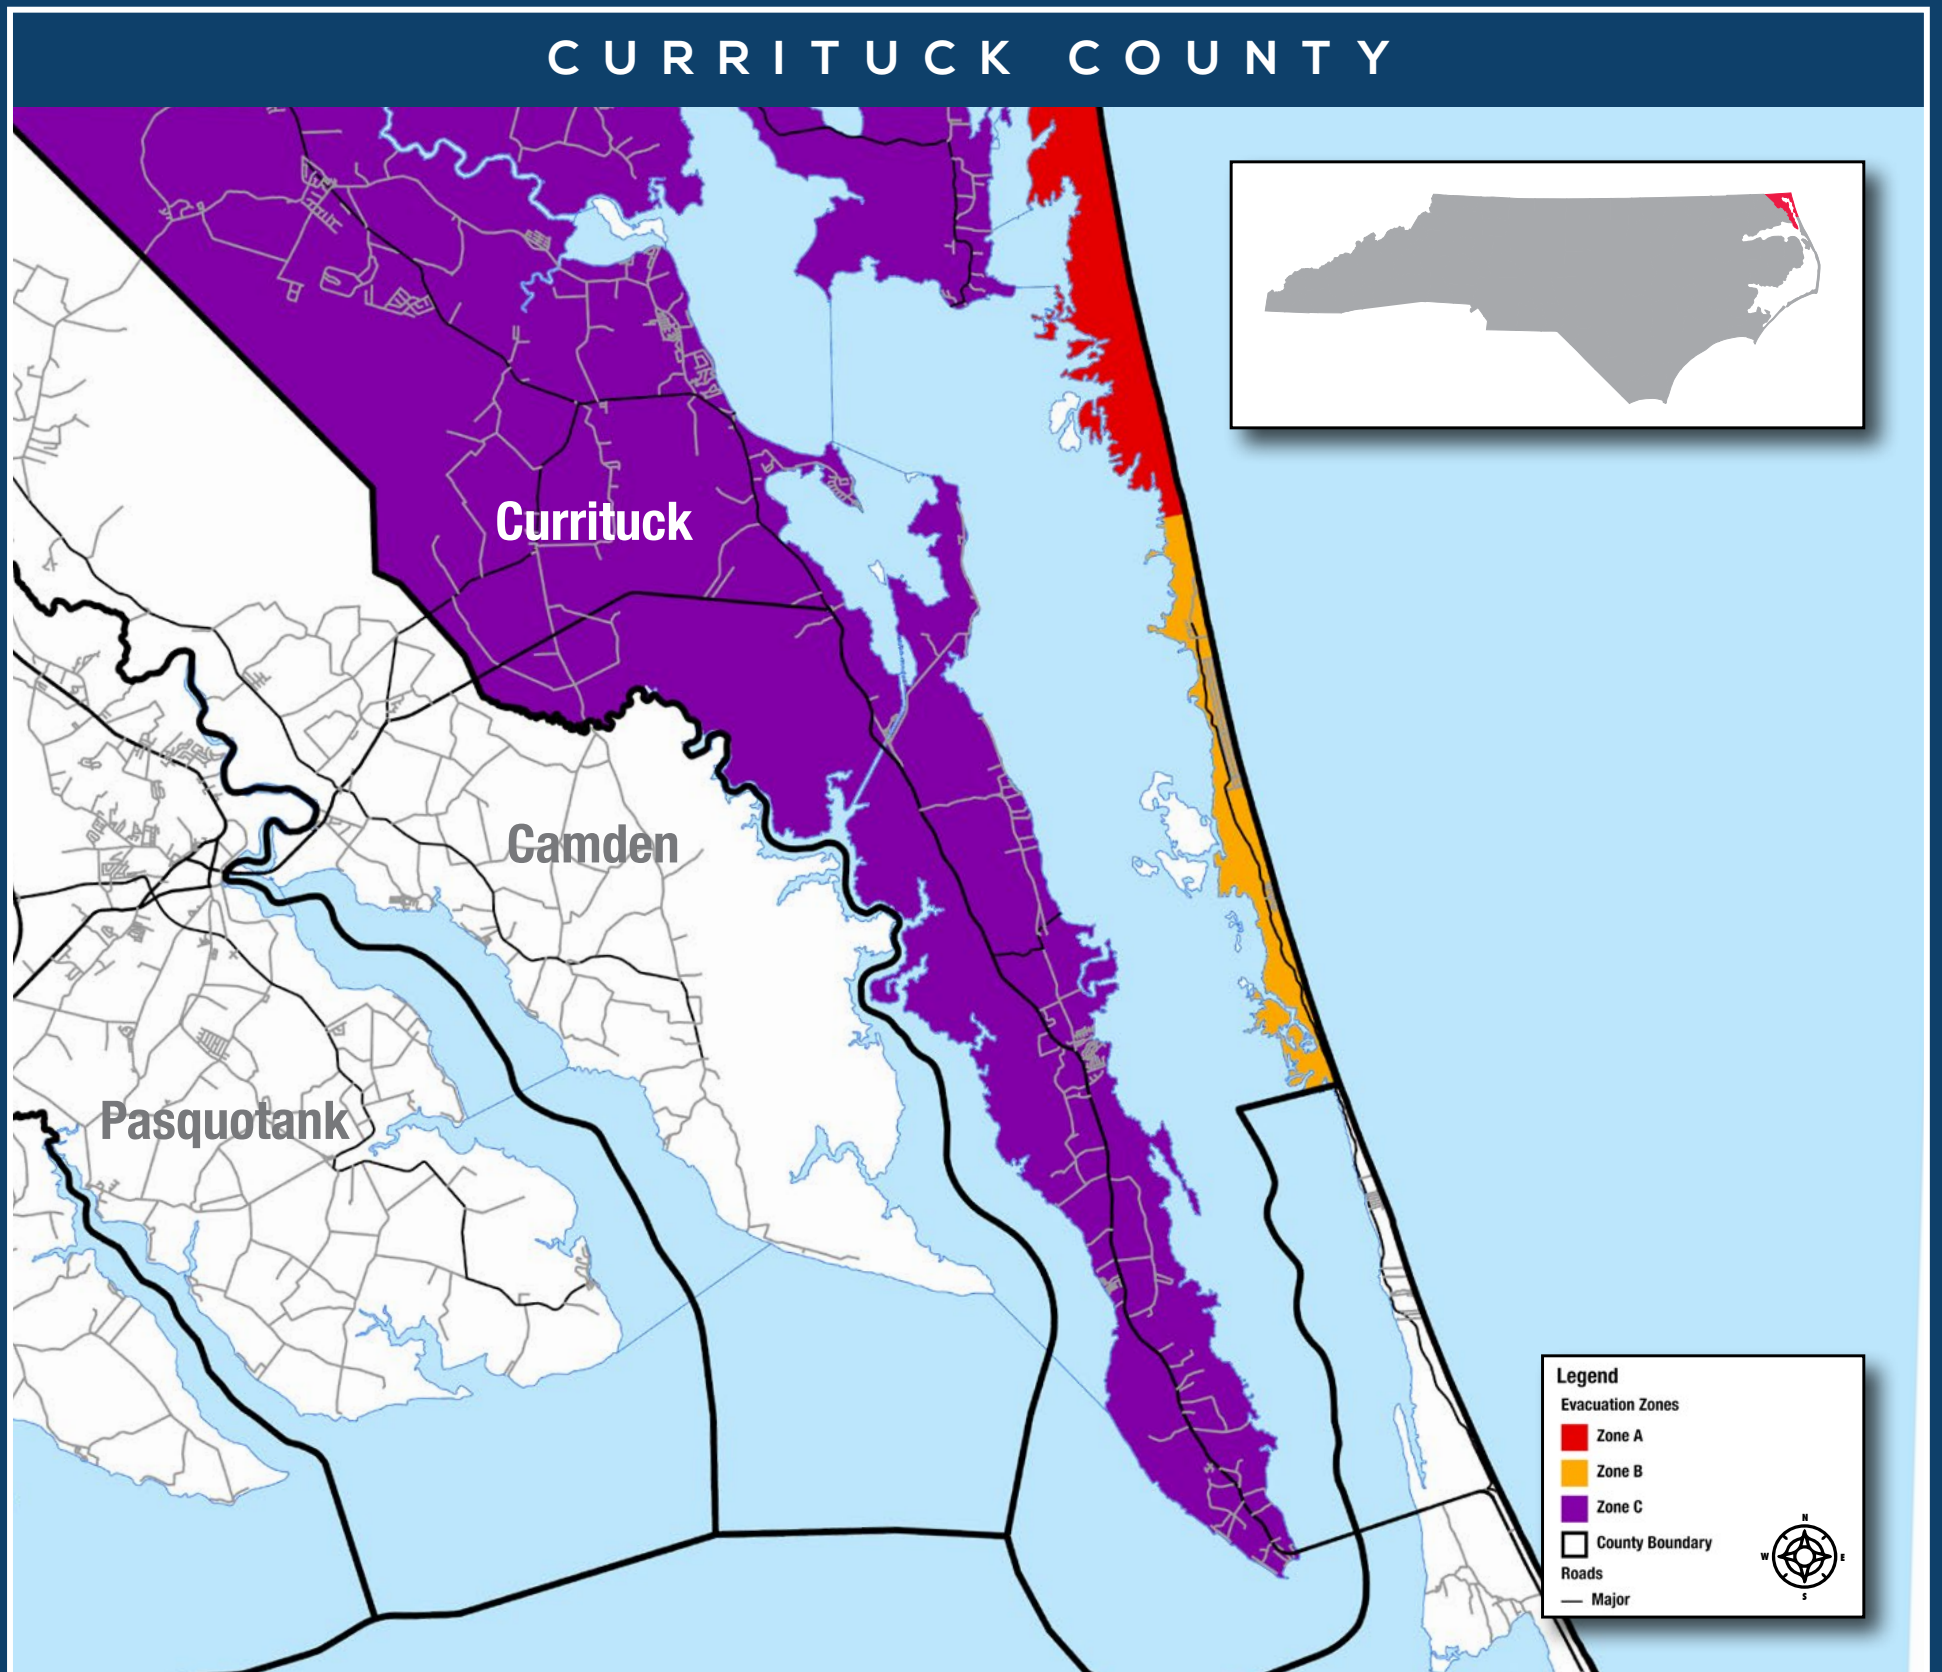 CURRITUCK COUNTY
Currituck
Camden
Pasquotank
Legend
Evacuation Zones
Zone A
Zone B
Zone C
County Boundary
Roads
Major
N
W
E
S